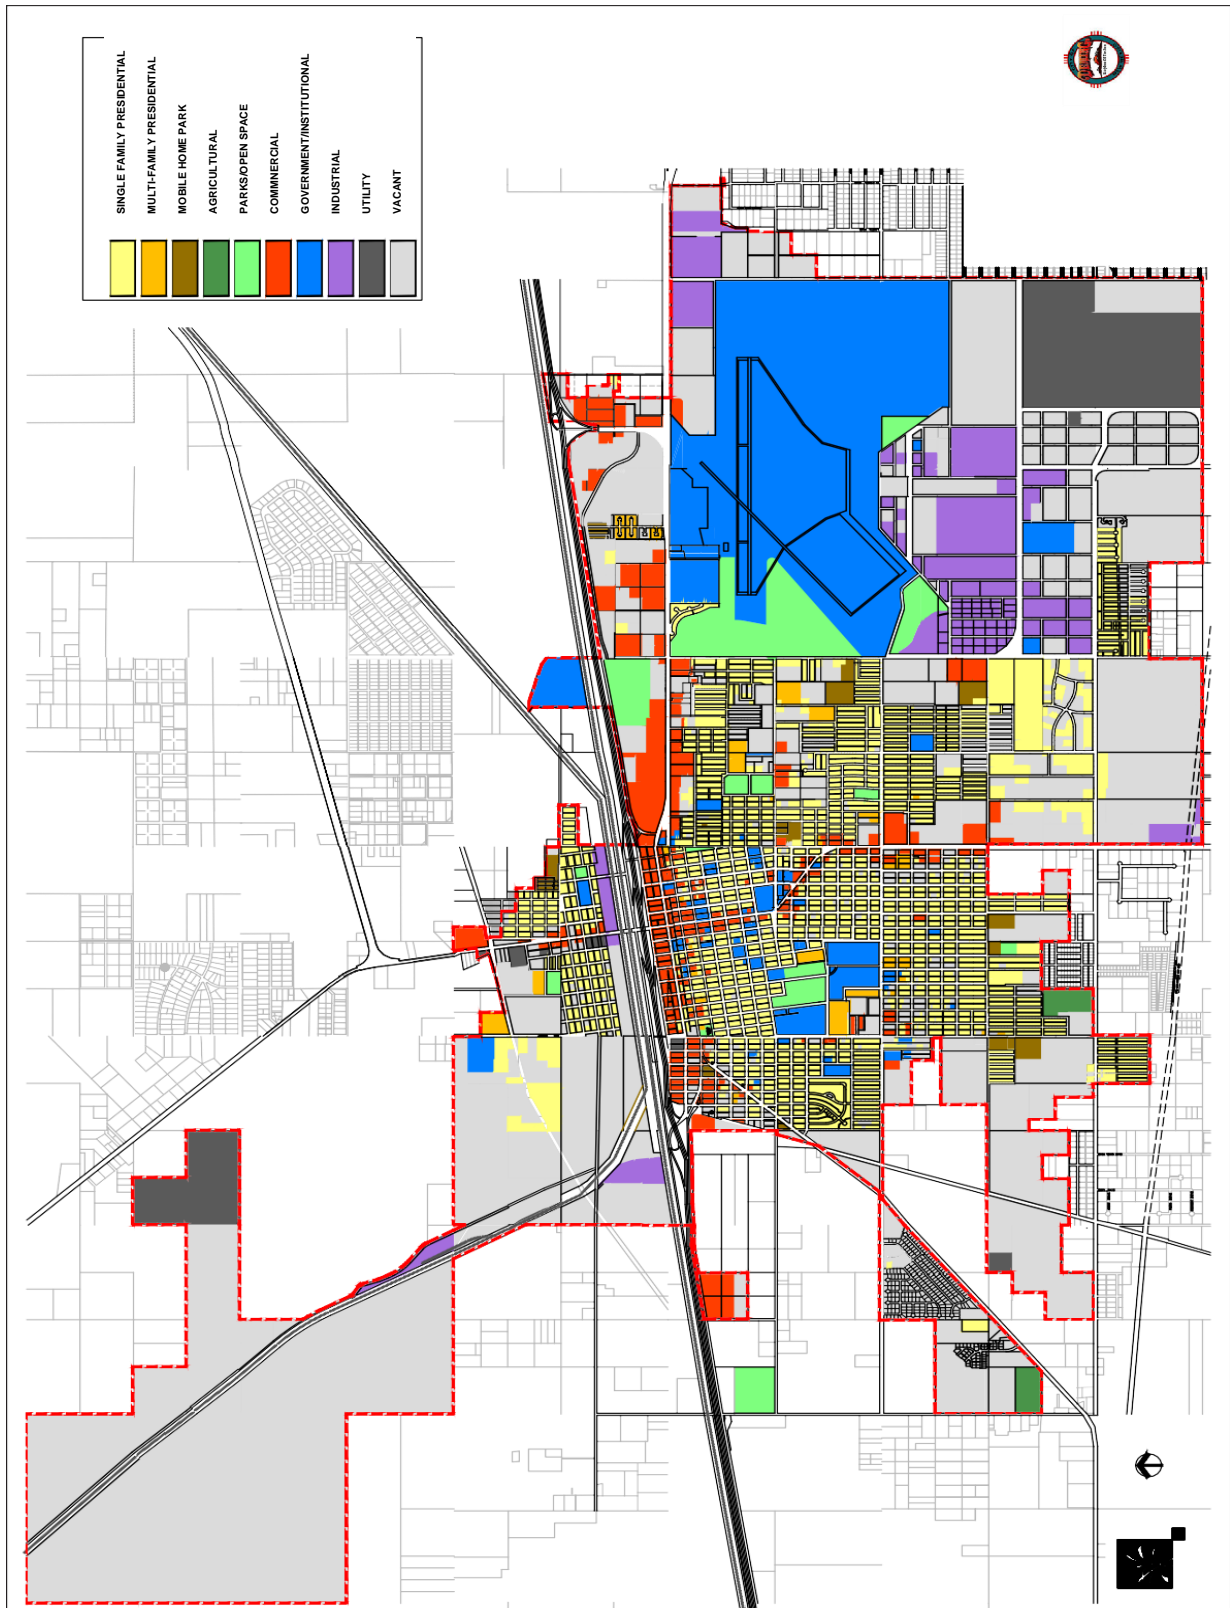 SINGLE FAMILY PRESIDENTIAL
MULTI-FAMILY PRESIDENTIAL
MOBILE HOME PARK
AGRICULTURAL
PARKS/OPEN SPACE
COMMNERCIAL
GOVERNMENT/INSTITUTIONAL
INDUSTRIAL
UTILITY
VACANT